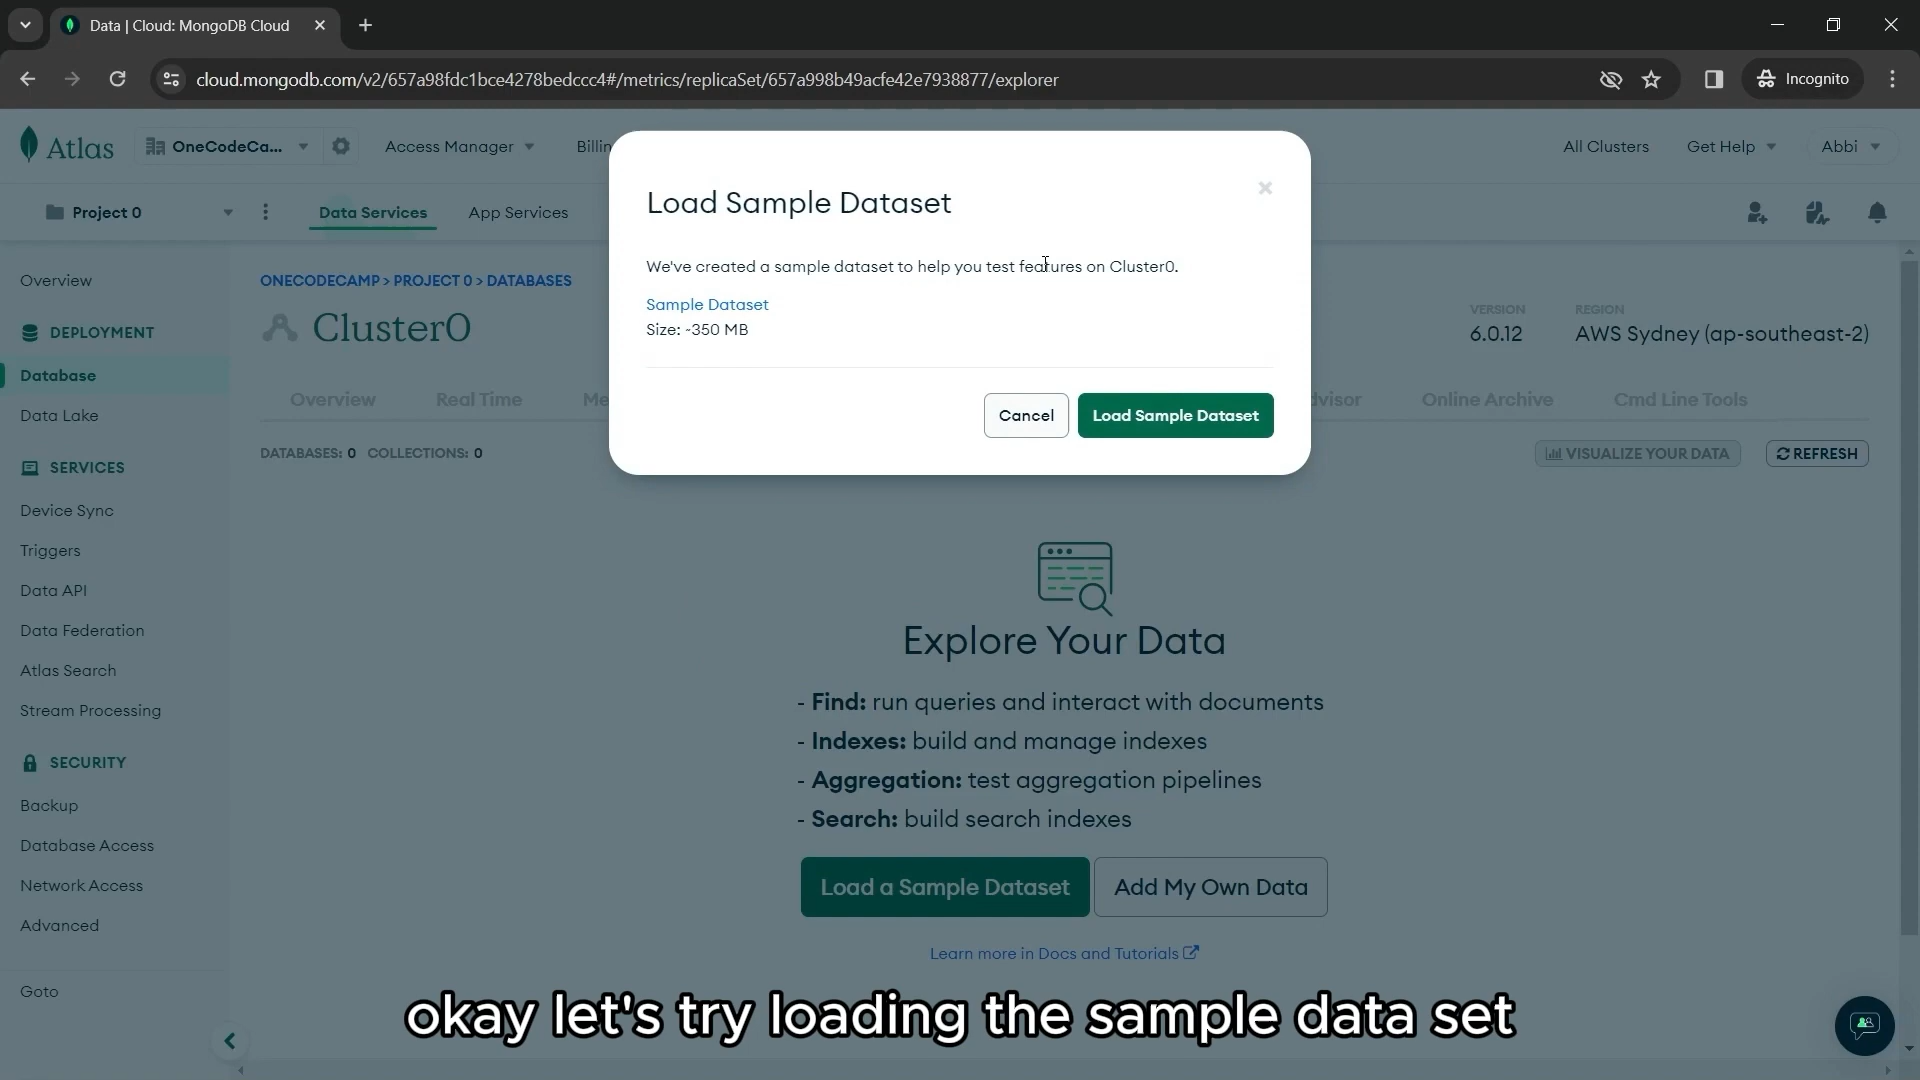 Data | Cloud: MongoDB Cloud
cloud.mongodb.com/v2/657a98fdc1bce4278bedccc4#/metrics/replicaSet/657a998b49acfe42e7938877/explorer
Incognito
Atlas
OneCodeCa...
Access Manager
Billin
All Clusters
Get Help
Abbi
Project 0
Data Services
App Services
Load Sample Dataset
We've created a sample dataset to help you test features on Cluster0.
Sample Dataset
Size: ~350 MB
Cancel
Load Sample Dataset
Overview
DEPLOYMENT
Database
Data Lake
SERVICES
Device Sync
Triggers
Data API
Data Federation
Atlas Search
Stream Processing
SECURITY
Backup
Database Access
Network Access
Advanced
Goto
ONECODECAMP > PROJECT 0 > DATABASES
Cluster0
VERSION
6.0.12
REGION
AWS Sydney (ap-southeast-2)
Overview
Real Time
Me
dvisor
Online Archive
Cmd Line Tools
DATABASES: 0 COLLECTIONS: 0
VISUALIZE YOUR DATA
REFRESH
Explore Your Data
- Find: run queries and interact with documents
- Indexes: build and manage indexes
- Aggregation: test aggregation pipelines
- Search: build search indexes
Load a Sample Dataset
Add My Own Data
Learn more in Docs and Tutorials
okay let's try loading the sample data set